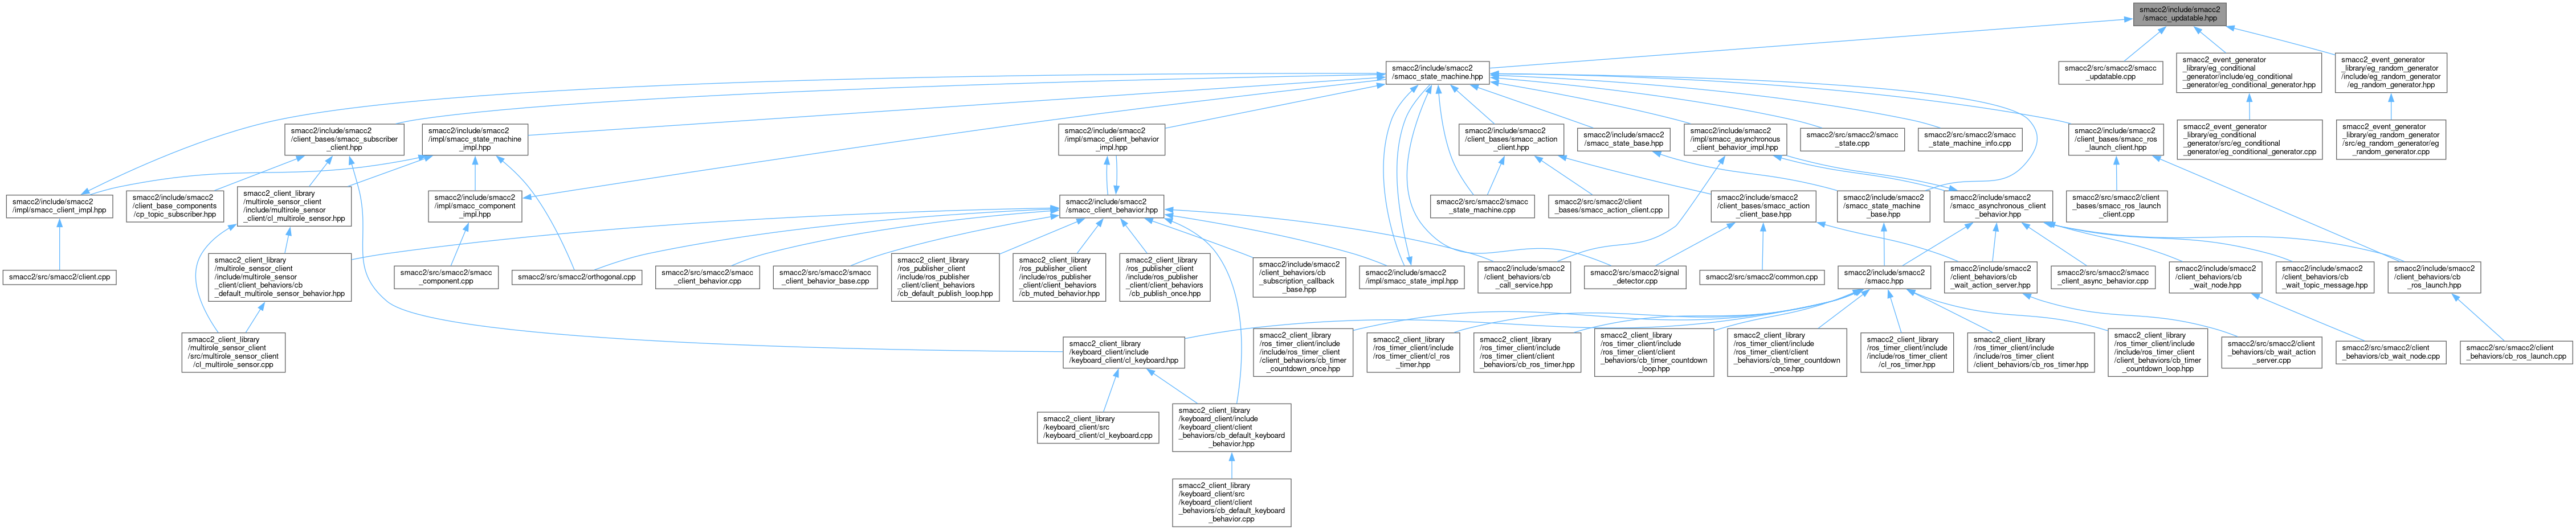 smacc2/include/smacc2
/smacc_updatable.hpp
smacc2/include/smacc2
/smacc_state_machine.hpp
smacc2/src/smacc2/smacc
_updatable.cpp
smacc2_event_generator
_library/eg_conditional
_generator/include/eg_conditional
_generator/eg_conditional_generator.hpp
smacc2_event_generator
_library/eg_random_generator
/include/eg_random_generator
/eg_random_generator.hpp
smacc2/include/smacc2
/client_bases/smacc_subscriber
_client.hpp
smacc2/include/smacc2
/impl/smacc_state_machine
_impl.hpp
smacc2/include/smacc2
/impl/smacc_client_behavior
_impl.hpp
smacc2/include/smacc2
/client_bases/smacc_action
_client.hpp
smacc2/include/smacc2
/smacc_state_base.hpp
smacc2/include/smacc2
/impl/smacc_asynchronous
_client_behavior_impl.hpp
smacc2/src/smacc2/smacc
_state.cpp
smacc2/src/smacc2/smacc
_state_machine_info.cpp
smacc2/include/smacc2
/client_bases/smacc_ros
_launch_client.hpp
smacc2_event_generator
_library/eg_conditional
_generator/src/eg_conditional
_generator/eg_conditional_generator.cpp
smacc2_event_generator
_library/eg_random_generator
/src/eg_random_generator/eg
_random_generator.cpp
smacc2/include/smacc2
/impl/smacc_client_impl.hpp
smacc2/include/smacc2
/client_base_components
/cp_topic_subscriber.hpp
smacc2_client_library
/multirole_sensor_client
/include/multirole_sensor
_client/cl_multirole_sensor.hpp
smacc2/include/smacc2
/impl/smacc_component
_impl.hpp
smacc2/include/smacc2
/smacc_client_behavior.hpp
smacc2/src/smacc2/smacc
_state_machine.cpp
smacc2/src/smacc2/client
_bases/smacc_action_client.cpp
smacc2/include/smacc2
/client_bases/smacc_action
_client_base.hpp
smacc2/include/smacc2
/smacc_state_machine
_base.hpp
smacc2/include/smacc2
/smacc_asynchronous_client
_behavior.hpp
smacc2/src/smacc2/client
_bases/smacc_ros_launch
_client.cpp
smacc2/src/smacc2/client.cpp
smacc2_client_library
/multirole_sensor_client
/include/multirole_sensor
_client/client_behaviors/cb
_default_multirole_sensor_behavior.hpp
smacc2/src/smacc2/smacc
_component.cpp
smacc2/src/smacc2/orthogonal.cpp
smacc2/src/smacc2/smacc
_client_behavior.cpp
smacc2/src/smacc2/smacc
_client_behavior_base.cpp
smacc2_client_library
/ros_publisher_client
/include/ros_publisher
_client/client_behaviors
/cb_default_publish_loop.hpp
smacc2_client_library
/ros_publisher_client
/include/ros_publisher
_client/client_behaviors
/cb_muted_behavior.hpp
smacc2_client_library
/ros_publisher_client
/include/ros_publisher
_client/client_behaviors
/cb_publish_once.hpp
smacc2/include/smacc2
/client_behaviors/cb
_subscription_callback
_base.hpp
smacc2/include/smacc2
/impl/smacc_state_impl.hpp
smacc2/include/smacc2
/client_behaviors/cb
_call_service.hpp
smacc2/src/smacc2/signal
_detector.cpp
smacc2/src/smacc2/common.cpp
smacc2/include/smacc2
/smacc.hpp
smacc2/include/smacc2
/client_behaviors/cb
_wait_action_server.hpp
smacc2/src/smacc2/smacc
_client_async_behavior.cpp
smacc2/include/smacc2
/client_behaviors/cb
_wait_node.hpp
smacc2/include/smacc2
/client_behaviors/cb
_wait_topic_message.hpp
smacc2/include/smacc2
/client_behaviors/cb
_ros_launch.hpp
smacc2_client_library
/multirole_sensor_client
/src/multirole_sensor_client
/cl_multirole_sensor.cpp
smacc2_client_library
/keyboard_client/include
/keyboard_client/cl_keyboard.hpp
smacc2_client_library
/ros_timer_client/include
/include/ros_timer_client
/client_behaviors/cb_timer
_countdown_once.hpp
smacc2_client_library
/ros_timer_client/include
/ros_timer_client/cl_ros
_timer.hpp
smacc2_client_library
/ros_timer_client/include
/ros_timer_client/client
_behaviors/cb_ros_timer.hpp
smacc2_client_library
/ros_timer_client/include
/ros_timer_client/client
_behaviors/cb_timer_countdown
_loop.hpp
smacc2_client_library
/ros_timer_client/include
/ros_timer_client/client
_behaviors/cb_timer_countdown
_once.hpp
smacc2_client_library
/ros_timer_client/include
/include/ros_timer_client
/cl_ros_timer.hpp
smacc2_client_library
/ros_timer_client/include
/include/ros_timer_client
/client_behaviors/cb_ros_timer.hpp
smacc2_client_library
/ros_timer_client/include
/include/ros_timer_client
/client_behaviors/cb_timer
_countdown_loop.hpp
smacc2/src/smacc2/client
_behaviors/cb_wait_action
_server.cpp
smacc2/src/smacc2/client
_behaviors/cb_wait_node.cpp
smacc2/src/smacc2/client
_behaviors/cb_ros_launch.cpp
smacc2_client_library
/keyboard_client/src
/keyboard_client/cl_keyboard.cpp
smacc2_client_library
/keyboard_client/include
/keyboard_client/client
_behaviors/cb_default_keyboard
_behavior.hpp
smacc2_client_library
/keyboard_client/src
/keyboard_client/client
_behaviors/cb_default_keyboard
_behavior.cpp